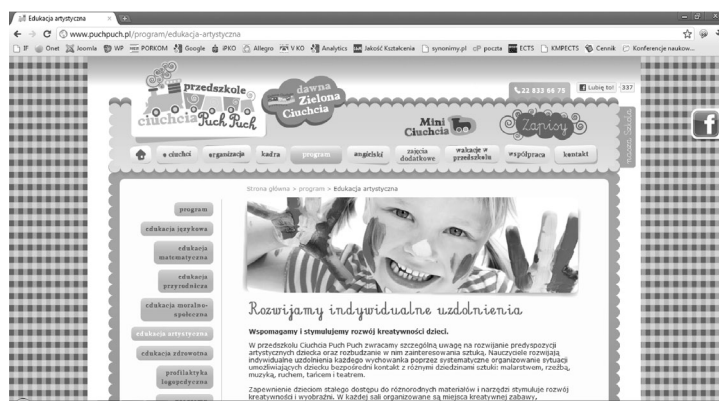 Edukacja artystyczna
www.puchpuch.pl/program/edukacja-artystyczna
IF Onet Joomla WP PORKOM Google iPKO Allegro V KO Analytics Jakość Kształcenia synonimy.pl cP poczta ECTS KMPECTS Cennik Konferencje naukow...
przedszkole
ciuchcia Puch Puch
dawna
Zielona
Ciuchcia
22 833 66 75
Lubię to! 337
Mini
Ciuchcia
Zapisy
o ciuchci organizacja kadra program angielski zajęcia dodatkowe wakacje w przedszkolu współpraca kontakt
Strona główna > program > Edukacja artystyczna
program
edukacja językowa
edukacja
matematyczna
edukacja
przyrodnicza
edukacja moralno-
społeczna
edukacja artystyczna
edukacja zdrowotna
profilaktyka
logopedyczna
Rozwijamy indywidualne uzdolnienia
Wspomagamy i stymulujemy rozwój kreatywności dzieci.
W przedszkolu Ciuchcia Puch Puch zwracamy szczególną uwagę na rozwijanie predyspozycji
artystycznych dziecka oraz rozbudzanie w nim zainteresowania sztuką. Nauczyciele rozwijają
indywidualne uzdolnienia każdego wychowanka poprzez systematyczne organizowanie sytuacji
umożliwiających dziecku bezpośredni kontakt z różnymi dziedzinami sztuki: malarstwem, rzeźbą,
muzyką, ruchem, tańcem i teatrem.
Zapewnienie dzieciom stałego dostępu do różnorodnych materiałów i narzędzi stymuluje rozwój
kreatywności i wyobraźni. W każdej sali organizowane są miejsca kreatywnej zabawy,